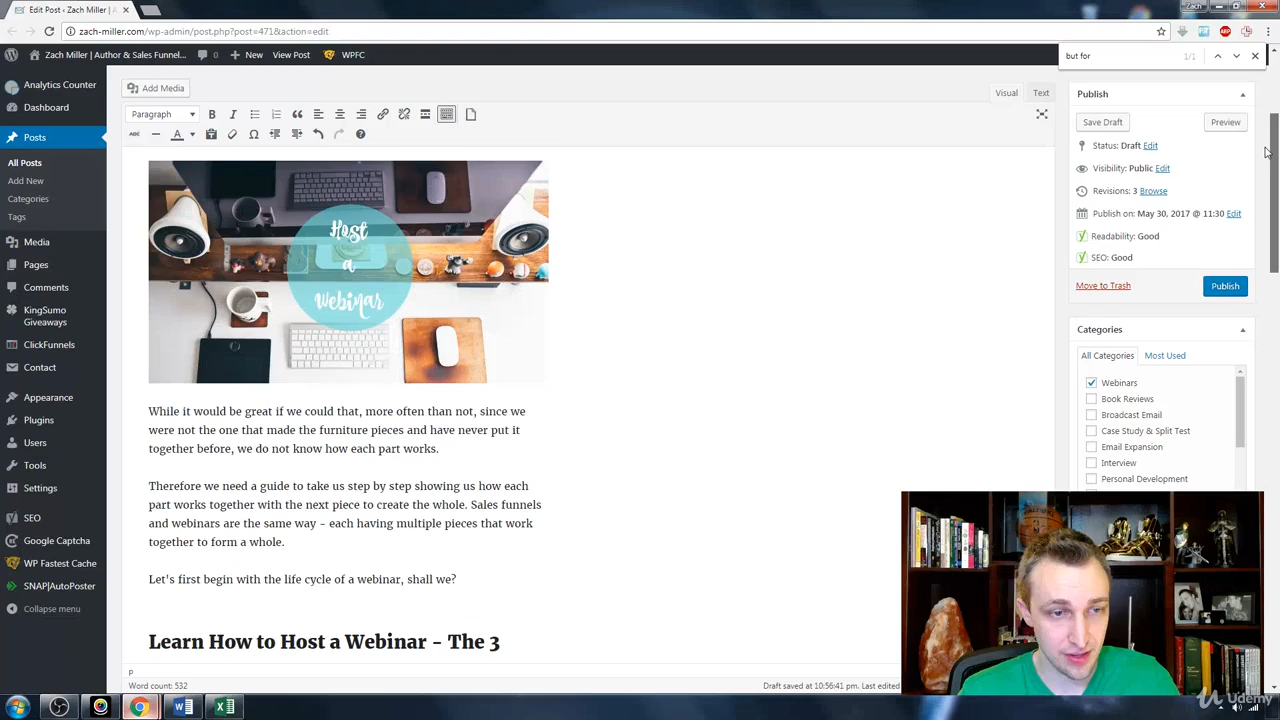 Edit Post ‹ Zach Miller | A
Zach
zach-miller.com/wp-admin/post.php?post=471&action=edit
Zach Miller | Author & Sales Funnel...
0
New
View Post
WPFC
but for
1/1
Analytics Counter
Dashboard
Posts
All Posts
Add New
Categories
Tags
Media
Pages
Comments
KingSumo
Giveaways
ClickFunnels
Contact
Appearance
Plugins
Users
Tools
Settings
SEO
Google Captcha
WP Fastest Cache
SNAP|AutoPoster
Collapse menu
Add Media
Visual
Text
Paragraph
Host
a
Webinar
While it would be great if we could that, more often than not, since we
were not the one that made the furniture pieces and have never put it
together before, we do not know how each part works.
Therefore we need a guide to take us step by step showing us how each
part works together with the next piece to create the whole. Sales funnels
and webinars are the same way - each having multiple pieces that work
together to form a whole.
Let's first begin with the life cycle of a webinar, shall we?
Learn How to Host a Webinar - The 3
p
Word count: 532
Draft saved at 10:56:41 pm. Last edited
Publish
Save Draft
Preview
Status: Draft Edit
Visibility: Public Edit
Revisions: 3 Browse
Publish on: May 30, 2017 @ 11:30 Edit
Readability: Good
SEO: Good
Move to Trash
Publish
Categories
All Categories
Most Used
Webinars
Book Reviews
Broadcast Email
Case Study & Split Test
Email Expansion
Interview
Personal Development
Udemy